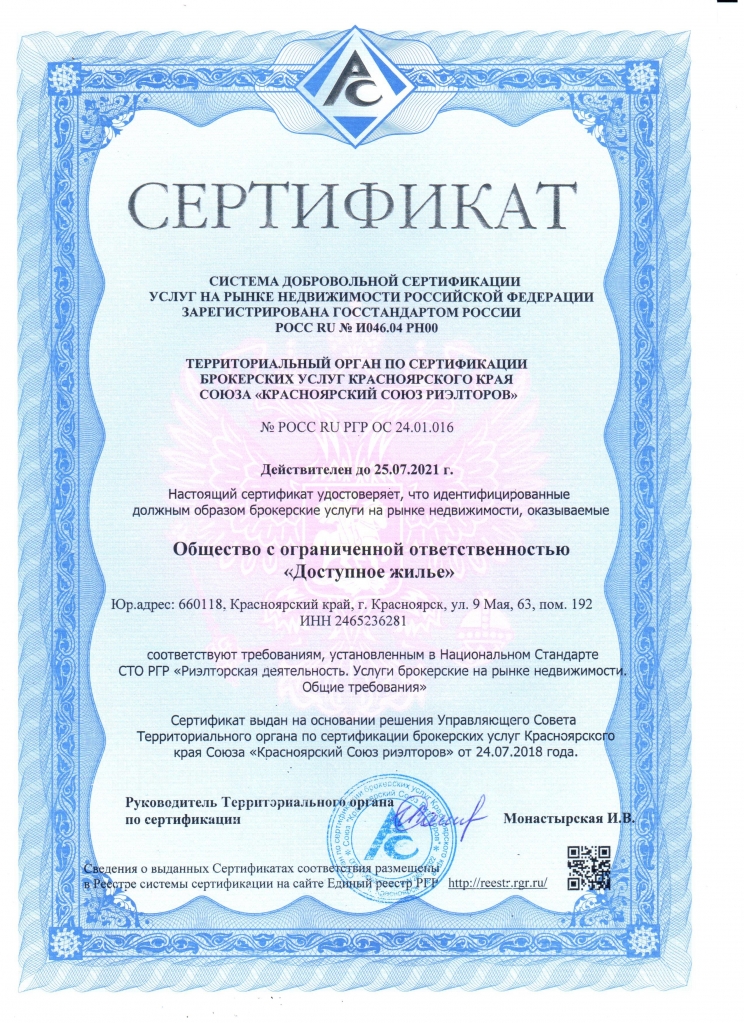 АС
СЕРТИФИКАТ
СИСТЕМА ДОБРОВОЛЬНОЙ СЕРТИФИКАЦИИ
УСЛУГ НА РЫНКЕ НЕДВИЖИМОСТИ РОССИЙСКОЙ ФЕДЕРАЦИИ
ЗАРЕГИСТРИРОВАНА ГОССТАНДАРТОМ РОССИИ
РОСС RU № И046.04 РН00
ТЕРРИТОРИАЛЬНЫЙ ОРГАН ПО СЕРТИФИКАЦИИ
БРОКЕРСКИХ УСЛУГ КРАСНОЯРСКОГО КРАЯ
СОЮЗА «КРАСНОЯРСКИЙ СОЮЗ РИЭЛТОРОВ»
№ РОСС RU РГР ОС 24.01.016
Действителен до 25.07.2021 г.
Настоящий сертификат удостоверяет, что идентифицированные
должным образом брокерские услуги на рынке недвижимости, оказываемые
Общество с ограниченной ответственностью
«Доступное жилье»
Юр.адрес: 660118, Красноярский край, г. Красноярск, ул. 9 Мая, 63, пом. 192
ИНН 2465236281
соответствуют требованиям, установленным в Национальном Стандарте
СТО РГР «Риэлторская деятельность. Услуги брокерские на рынке недвижимости.
Общие требования»
Сертификат выдан на основании решения Управляющего Совета
Территориального органа по сертификации брокерских услуг Красноярского
края Союза «Красноярский Союз риэлторов» от 24.07.2018 года.
Руководитель Территориального органа
по сертификации
Монастырская И.В.
АС
Сведения о выданных Сертификатах соответствия размещены
в Реестре системы сертификации на сайте Единый реестр РГР http://reestr.rgr.ru/